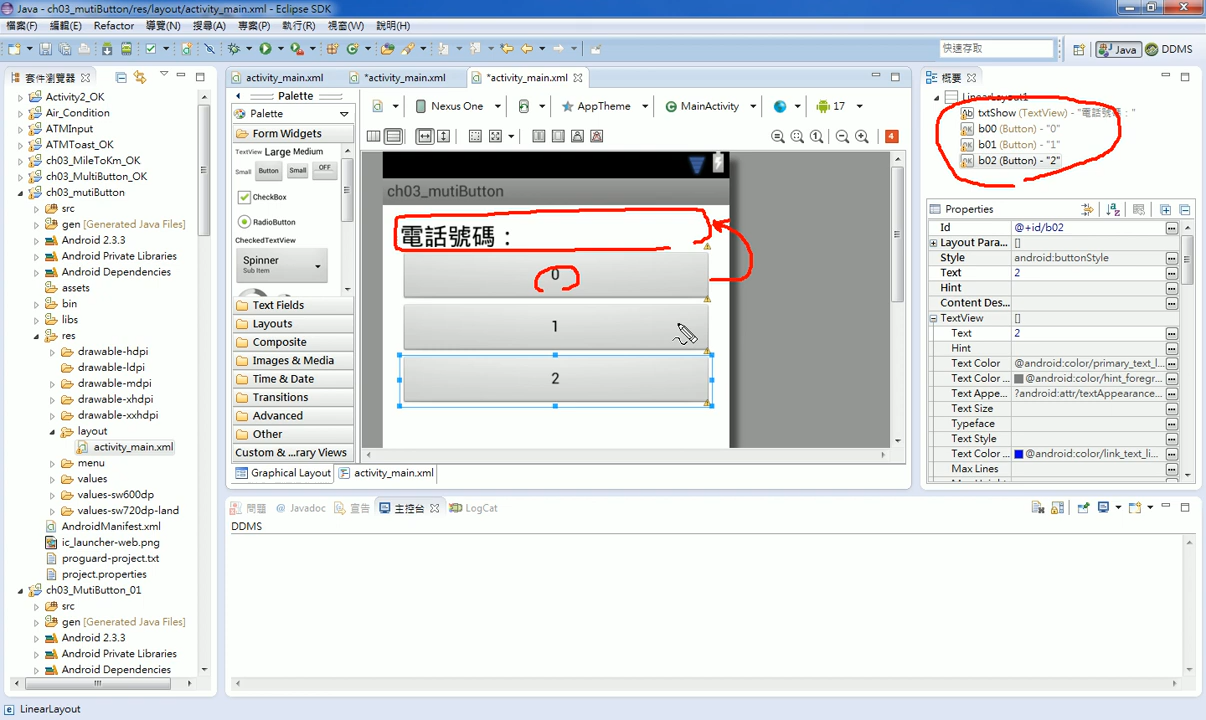 Java - ch03_mutiButton/res/layout/activity_main.xml - Eclipse SDK
檔案(F) 編輯(E) Refactor 導覽(N) 搜尋(A) 專案(P) 執行(R) 視窗(W) 說明(H)
快速存取
Java
DDMS
套件瀏覽器
Activity2_OK
Air_Condition
ATMInput
ATMToast_OK
ch03_MileToKm_OK
ch03_MultiButton_OK
ch03_mutiButton
src
gen [Generated Java Files]
Android 2.3.3
Android Private Libraries
Android Dependencies
assets
bin
libs
res
drawable-hdpi
drawable-ldpi
drawable-mdpi
drawable-xhdpi
drawable-xxhdpi
layout
activity_main.xml
menu
values
values-sw600dp
values-sw720dp-land
AndroidManifest.xml
ic_launcher-web.png
proguard-project.txt
project.properties
ch03_MutiButton_01
src
gen [Generated Java Files]
Android 2.3.3
Android Private Libraries
Android Dependencies
activity_main.xml *activity_main.xml *activity_main.xml
Palette
Palette
Form Widgets
TextView Large Medium
Small Button Small OFF
CheckBox
RadioButton
CheckedTextView
Spinner
Sub Item
Text Fields
Layouts
Composite
Images & Media
Time & Date
Transitions
Advanced
Other
Custom & ...rary Views
Nexus One AppTheme MainActivity 17
4
ch03_mutiButton
電話號碼：
0
1
2
Graphical Layout activity_main.xml
概要
LinearLayout1
txtShow (TextView) - "電話號碼："
b00 (Button) - "0"
b01 (Button) - "1"
b02 (Button) - "2"
Properties
Id @+id/b02
Layout Para... []
Style android:buttonStyle
Text 2
Hint
Content Des...
TextView []
Text 2
Hint
Text Color @android:color/primary_text_l...
Text Color ... @android:color/hint_foregr...
Text Appe... ?android:attr/textAppearance...
Text Size
Typeface
Text Style
Text Color ... @android:color/link_text_li...
Max Lines
問題 @ Javadoc 宣告 主控台 LogCat
DDMS
LinearLayout